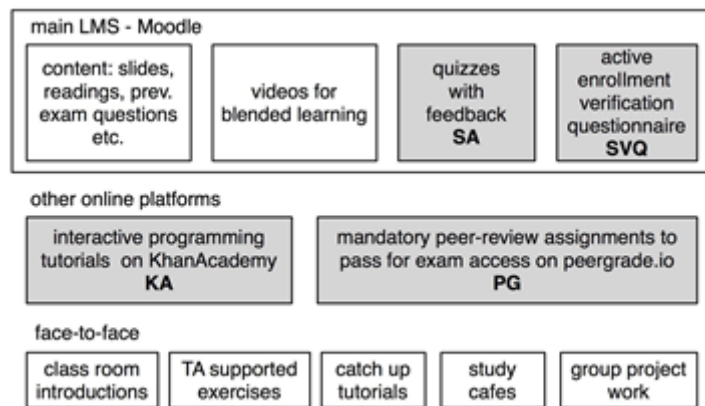 main LMS - Moodle
content: slides,
readings, prev.
exam questions
etc.
videos for
blended learning
quizzes
with
feedback
SA
active
enrollment
verification
questionnaire
SVQ
other online platforms
interactive programming
tutorials on KhanAcademy
KA
mandatory peer-review assignments to
pass for exam access on peergrade.io
PG
face-to-face
class room
introductions
TA supported
exercises
catch up
tutorials
study
cafes
group project
work